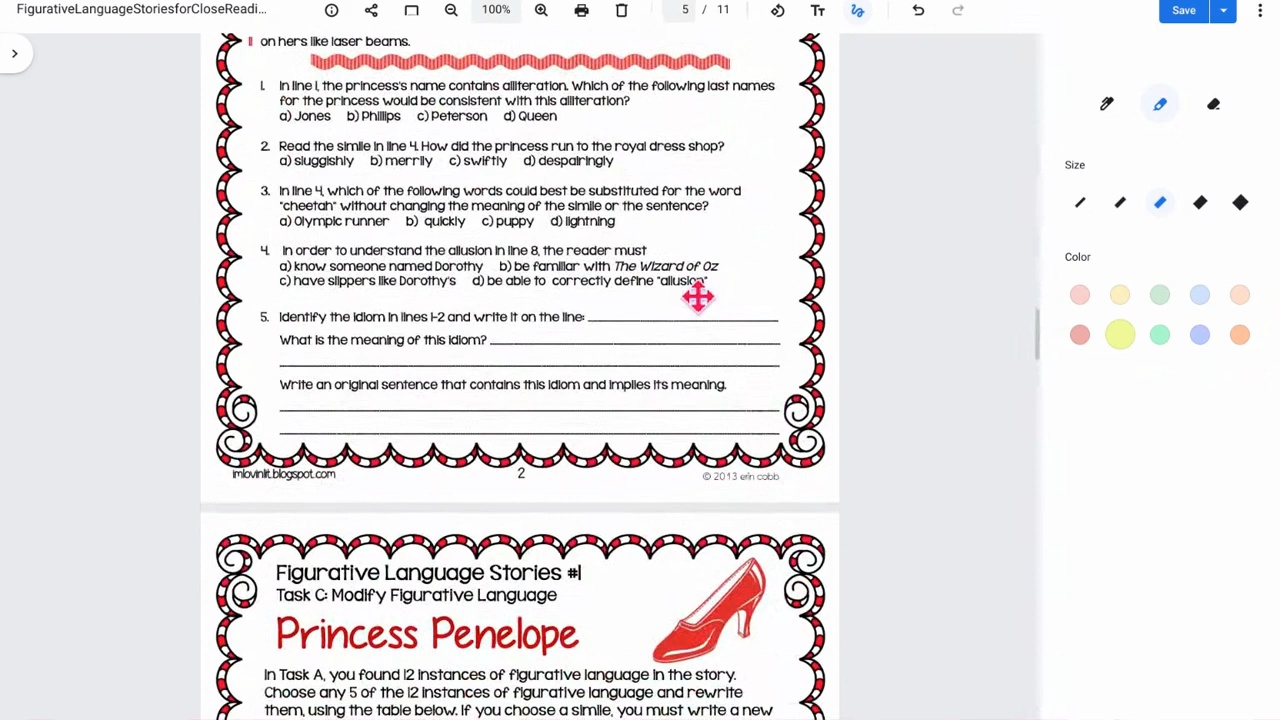 FigurativeLanguageStoriesforCloseReadi...
100%
5 / 11
Save
on hers like laser beams.
1. In line 1, the princess's name contains alliteration. Which of the following last names
for the princess would be consistent with this alliteration?
a) Jones b) Phillips c) Peterson d) Queen
2. Read the simile in line 4. How did the princess run to the royal dress shop?
a) sluggishly b) merrily c) swiftly d) despairingly
3. In line 4, which of the following words could best be substituted for the word
"cheetah" without changing the meaning of the simile or the sentence?
a) Olympic runner b) quickly c) puppy d) lightning
4. In order to understand the allusion in line 8, the reader must
a) know someone named Dorothy b) be familiar with The Wizard of Oz
c) have slippers like Dorothy's d) be able to correctly define "allusion"
5. Identify the idiom in lines 1-2 and write it on the line:
What is the meaning of this idiom?
Write an original sentence that contains this idiom and implies its meaning.
imlovinlit.blogspot.com
2
© 2013 erin cobb
Figurative Language Stories #1
Task C: Modify Figurative Language
Princess Penelope
In Task A, you found 12 instances of figurative language in the story.
Choose any 5 of the 12 instances of figurative language and rewrite
them, using the table below. If you choose a simile, you must write a new
Size
Color